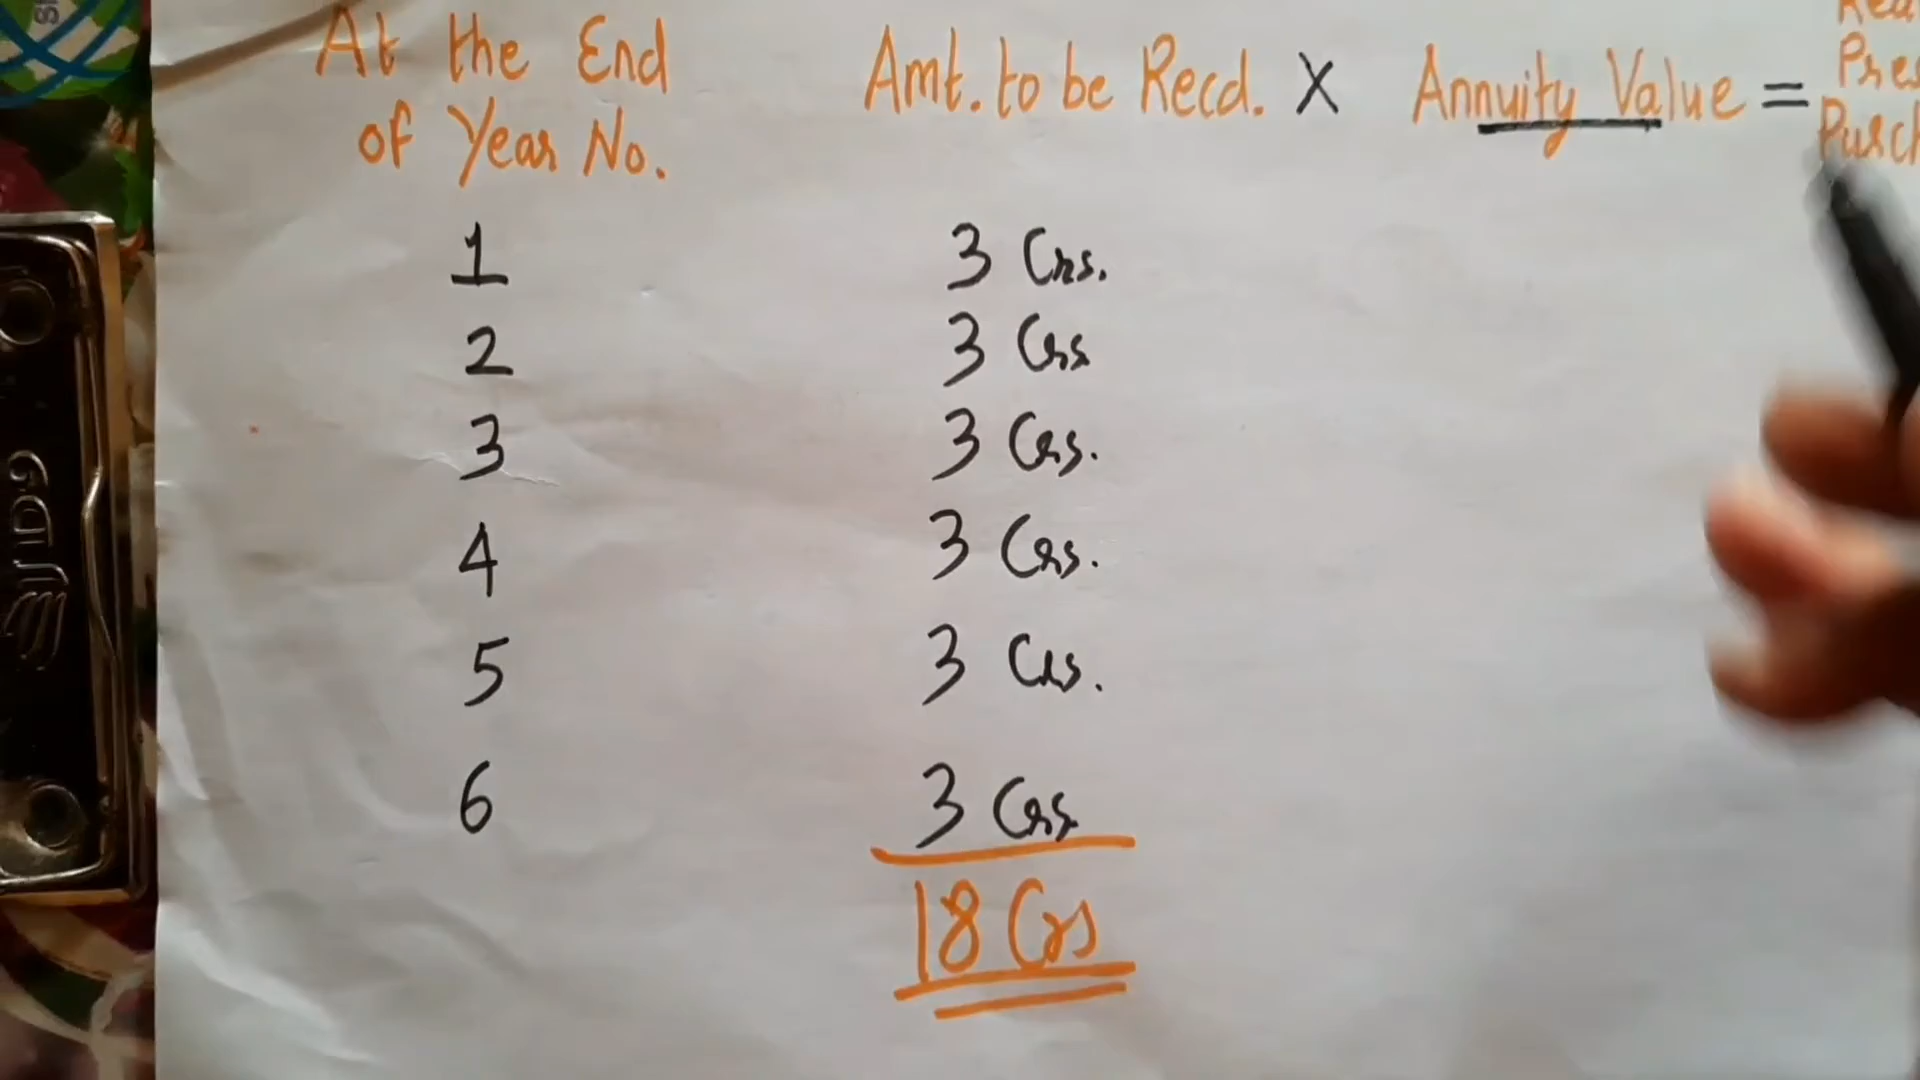 At the End of Year No.
Amt. to be Recd. X Annuity Value =
1 3 Crs.
2 3 Crs
3 3 Crs.
4 3 Crs.
5 3 Crs.
6 3 Crs
18 Crs